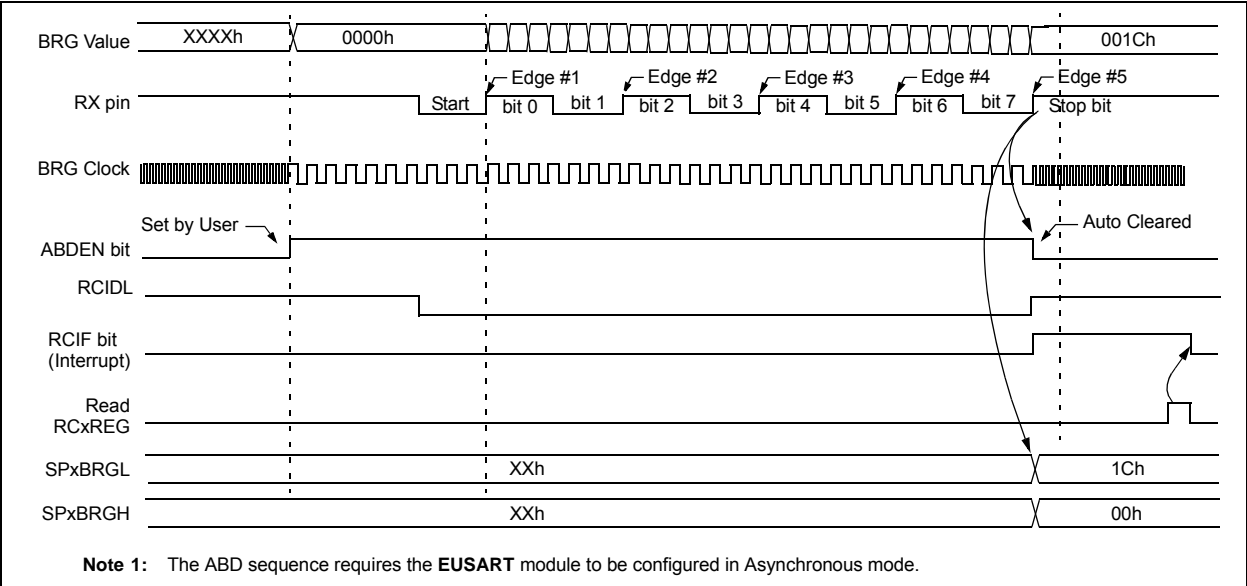 BRG Value XXXXh 0000h 001Ch
Edge #1 Edge #2 Edge #3 Edge #4 Edge #5
RX pin Start bit 0 bit 1 bit 2 bit 3 bit 4 bit 5 bit 6 bit 7 Stop bit
BRG Clock
Set by User Auto Cleared
ABDEN bit
RCIDL
RCIF bit
(Interrupt)
Read
RCxREG
SPxBRGL XXh 1Ch
SPxBRGH XXh 00h
Note 1: The ABD sequence requires the EUSART module to be configured in Asynchronous mode.